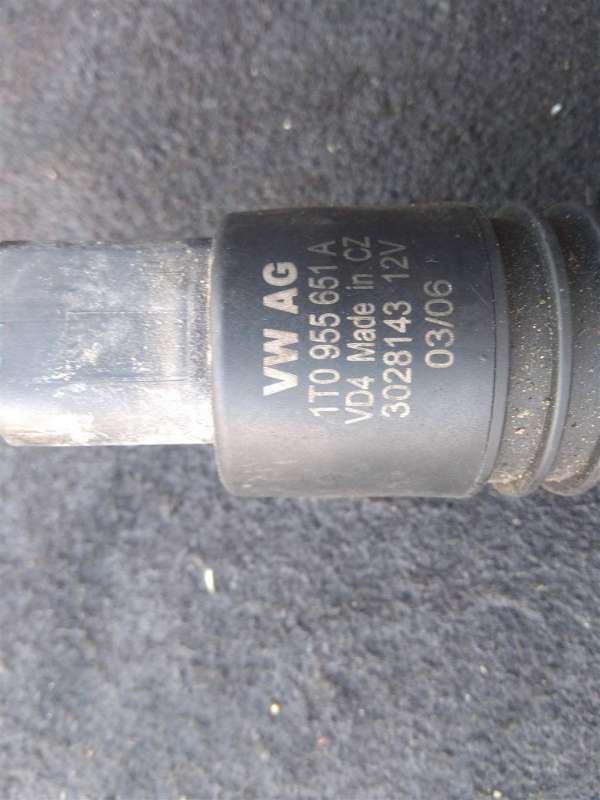 VW AG
1T0 955 651 A
VD4 Made in CZ
3028143 12V
03/06